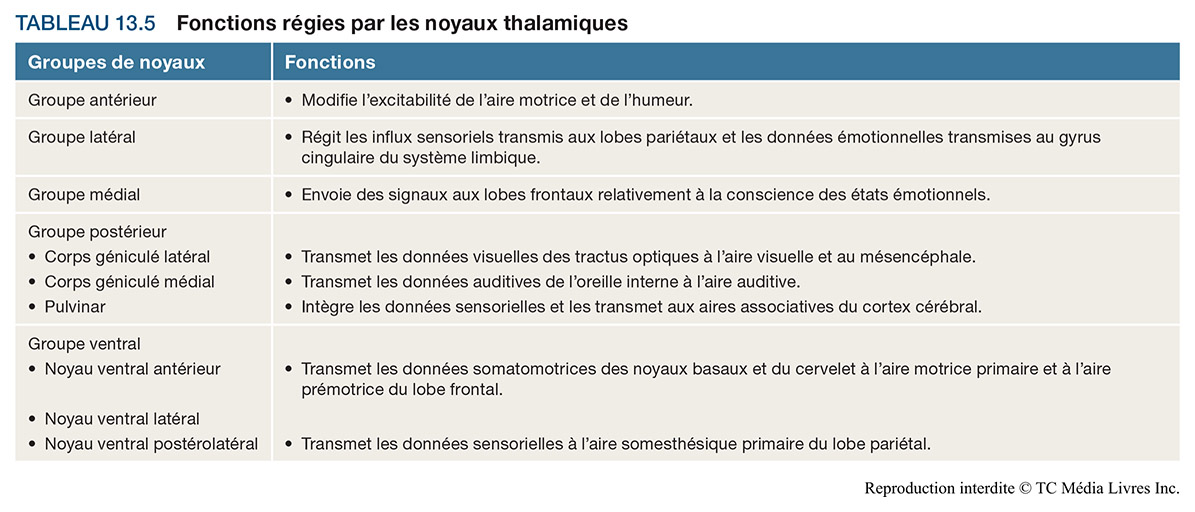 TABLEAU 13.5 Fonctions régies par les noyaux thalamiques
Groupes de noyaux Fonctions
Groupe antérieur • Modifie l'excitabilité de l'aire motrice et de l'humeur.
Groupe latéral • Régit les influx sensoriels transmis aux lobes pariétaux et les données émotionnelles transmises au gyrus
cingulaire du système limbique.
Groupe médial • Envoie des signaux aux lobes frontaux relativement à la conscience des états émotionnels.
Groupe postérieur
• Corps géniculé latéral • Transmet les données visuelles des tractus optiques à l'aire visuelle et au mésencéphale.
• Corps géniculé médial • Transmet les données auditives de l'oreille interne à l'aire auditive.
• Pulvinar • Intègre les données sensorielles et les transmet aux aires associatives du cortex cérébral.
Groupe ventral
• Noyau ventral antérieur • Transmet les données somatomotrices des noyaux basaux et du cervelet à l'aire motrice primaire et à l'aire
prémotrice du lobe frontal.
• Noyau ventral latéral
• Noyau ventral postérolatéral • Transmet les données sensorielles à l'aire somesthésique primaire du lobe pariétal.
Reproduction interdite © TC Média Livres Inc.